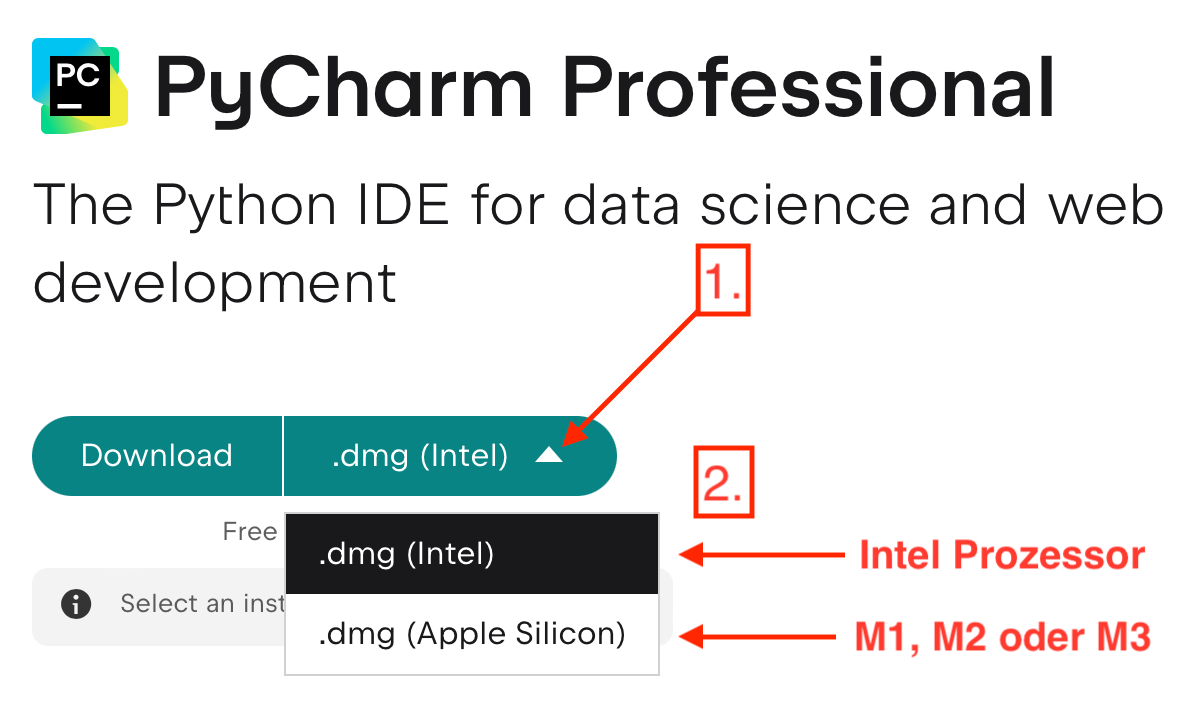 PC
PyCharm Professional
The Python IDE for data science and web
development
1.
Download
.dmg (Intel)
2.
Free
.dmg (Intel)
Intel Prozessor
Select an inst
.dmg (Apple Silicon)
M1, M2 oder M3